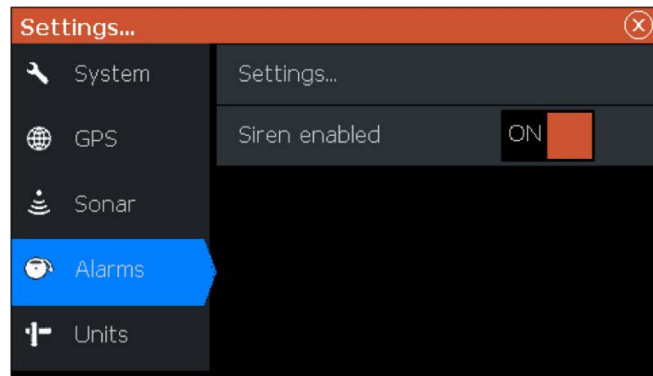 Settings...
System
Settings...
GPS
Siren enabled ON
Sonar
Alarms
Units